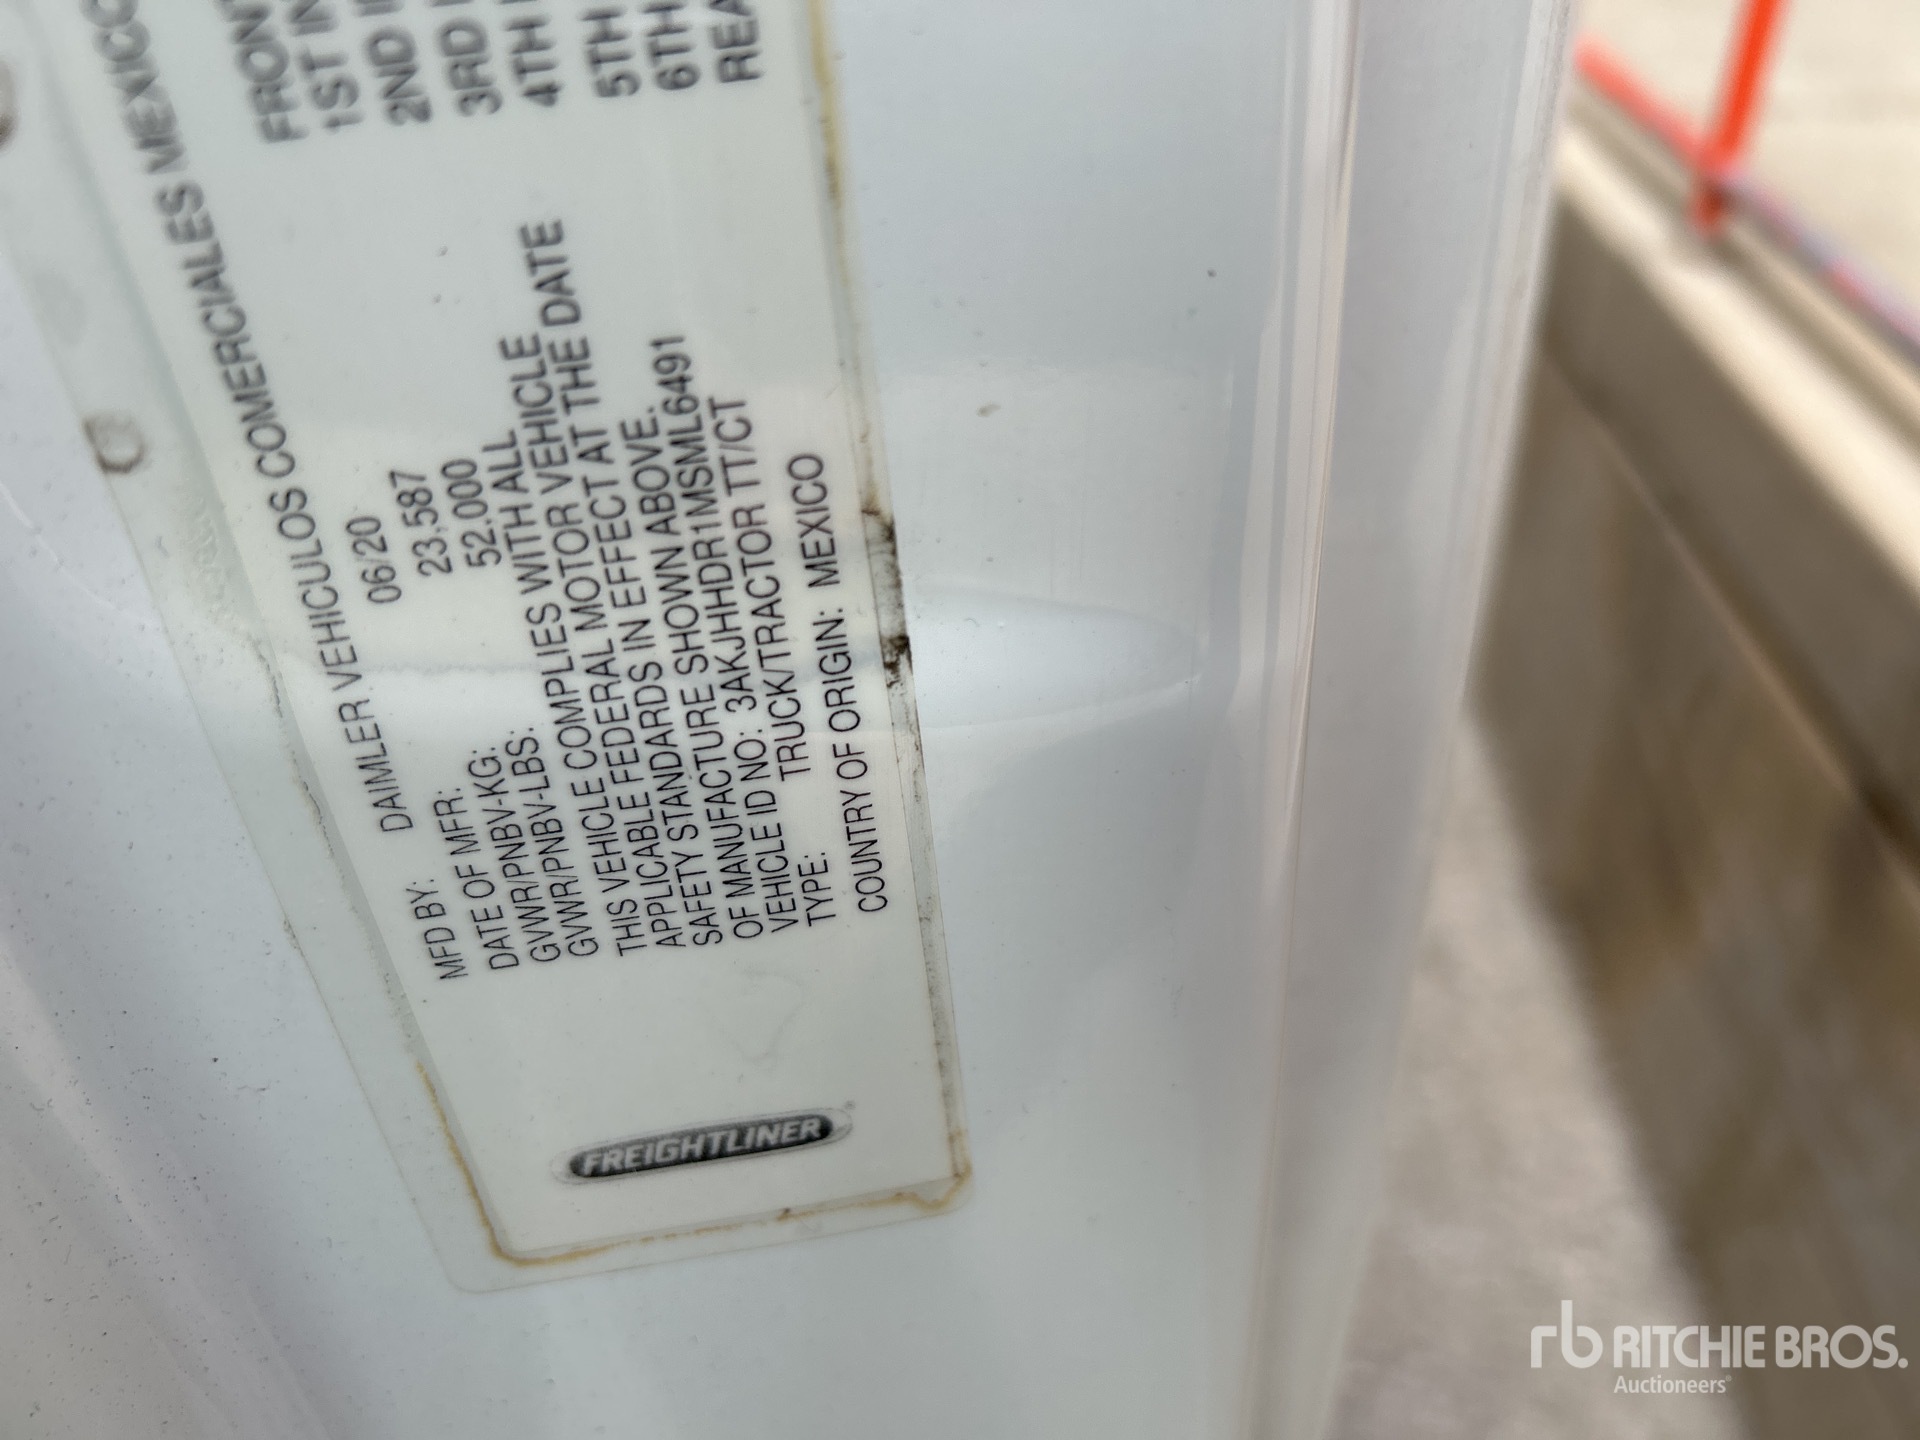 FREIGHTLINER
MFD BY: DAIMLER VEHICULOS COMERCIALES MEXICO
DATE OF MFR: 06/20
GVWR/PNBV-KG: 23,587
GVWR/PNBV-LBS: 52,000
THIS VEHICLE COMPLIES WITH ALL
APPLICABLE FEDERAL MOTOR VEHICLE
SAFETY STANDARDS IN EFFECT AT THE DATE
OF MANUFACTURE SHOWN ABOVE.
VEHICLE ID NO: 3AKJHHDR1MSML6491
TYPE: TRUCK/TRACTOR TT/CT
COUNTRY OF ORIGIN: MEXICO
FRONT
1ST IN
2ND I
3RD
4TH
5TH
6TH
REA
rb RITCHIE BROS.
Auctioneers